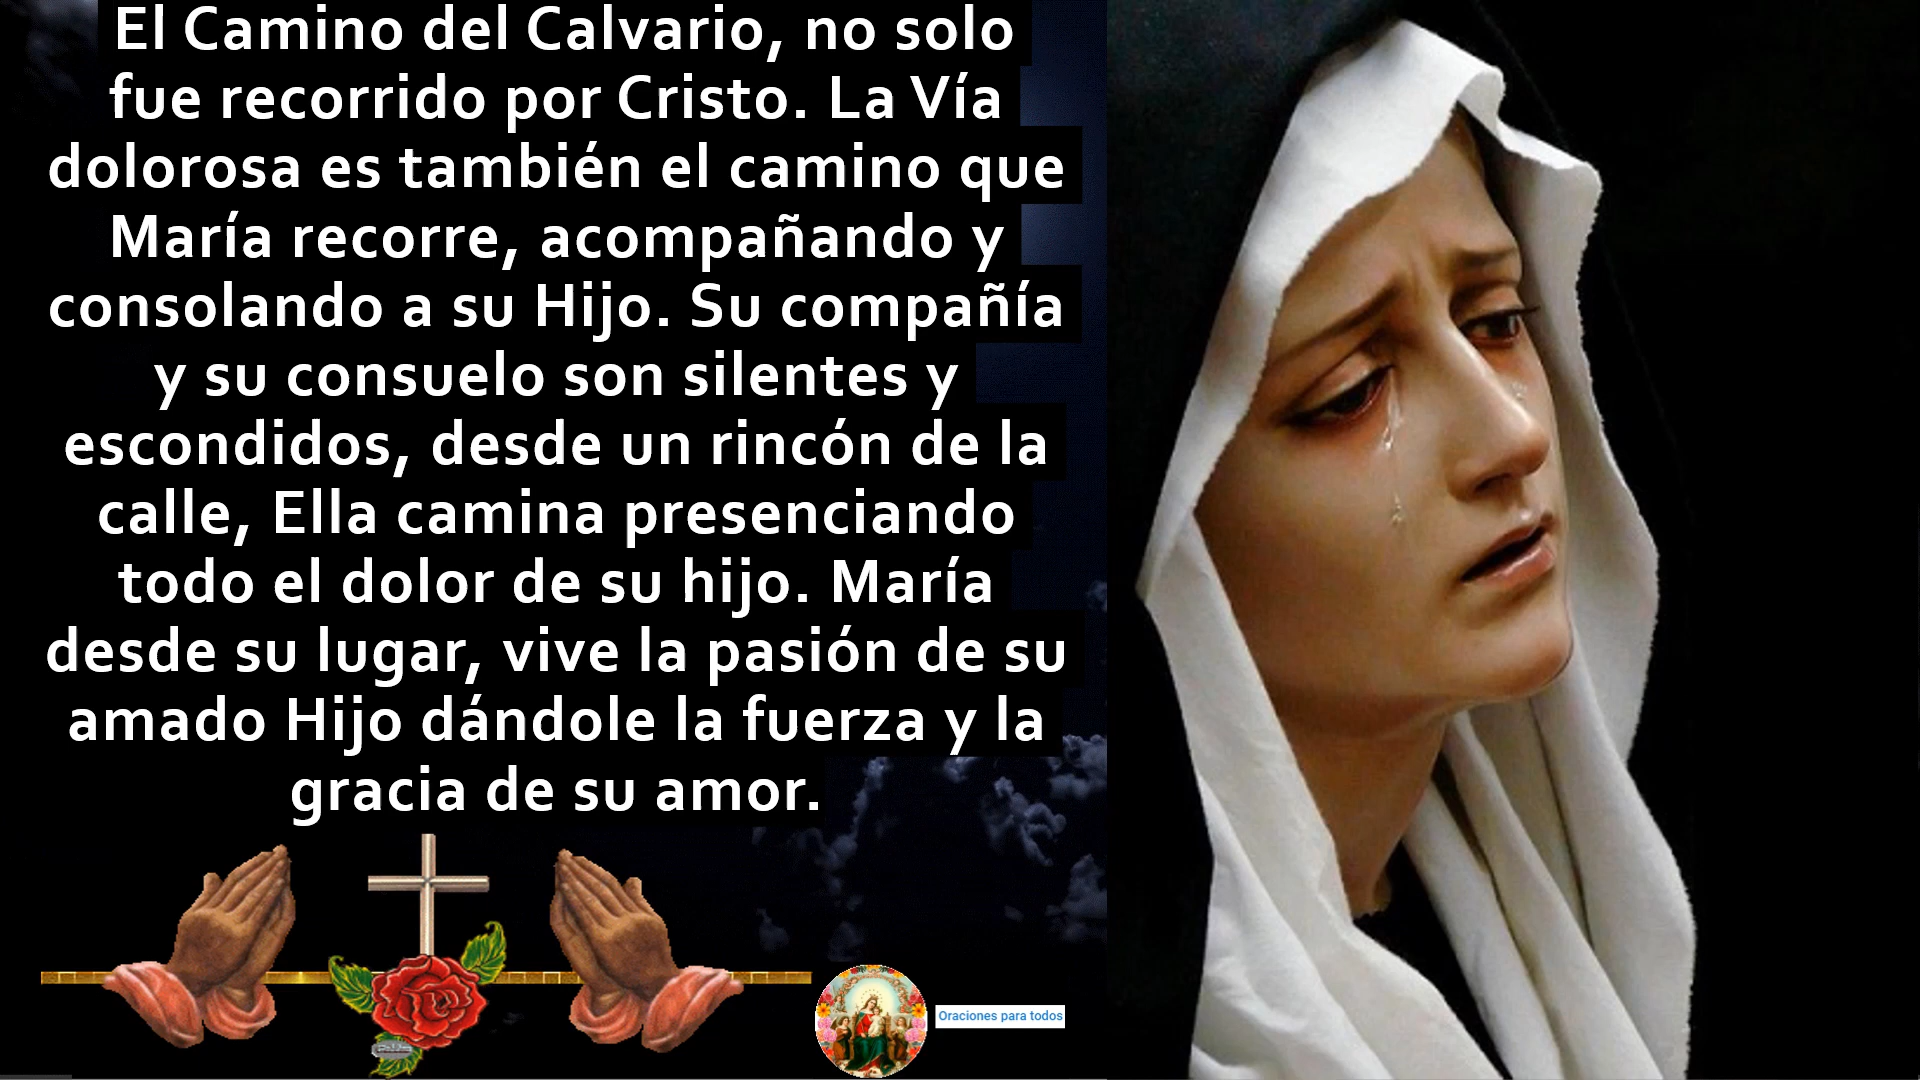 El Camino del Calvario, no solo
fue recorrido por Cristo. La Vía
dolorosa es también el camino que
María recorre, acompañando y
consolando a su Hijo. Su compañía
y su consuelo son silentes y
escondidos, desde un rincón de la
calle, Ella camina presenciando
todo el dolor de su hijo. María
desde su lugar, vive la pasión de su
amado Hijo dándole la fuerza y la
gracia de su amor.
Oraciones para todos